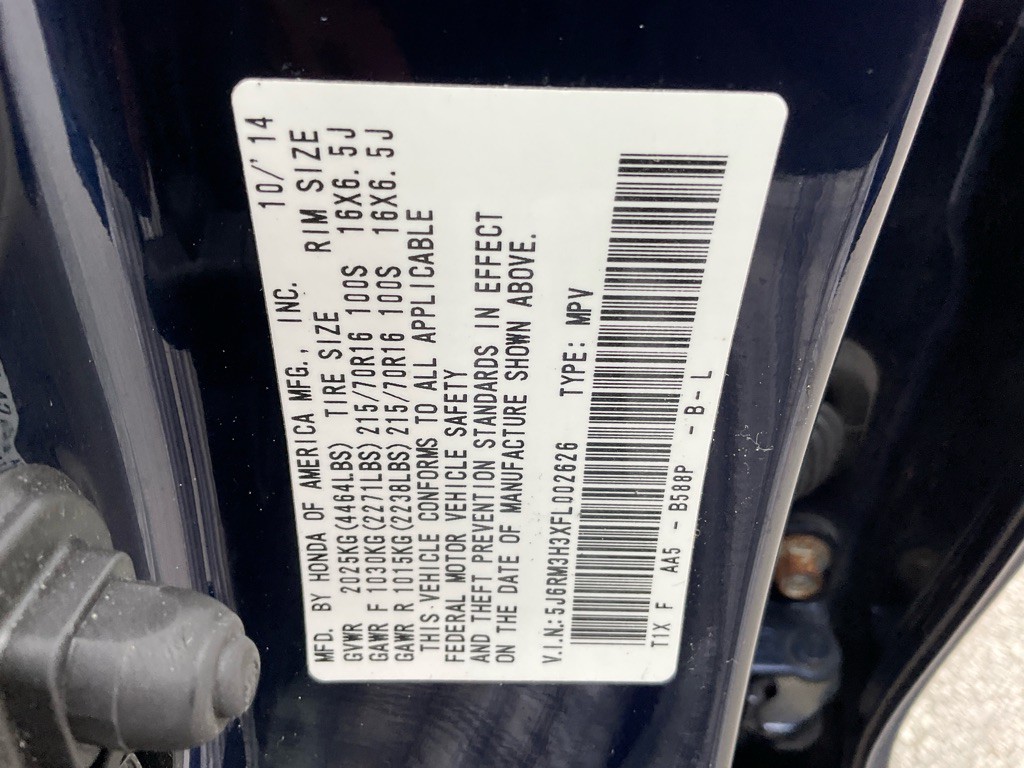 MFD. BY HONDA OF AMERICA MFG., INC. 10/'14
GVWR 2025KG(4464LBS) TIRE SIZE RIM SIZE
GAWR F 1030KG(2271LBS) 215/70R16 100S 16X6.5J
GAWR R 1015KG(2238LBS) 215/70R16 100S 16X6.5J
THIS VEHICLE CONFORMS TO ALL APPLICABLE
FEDERAL MOTOR VEHICLE SAFETY
AND THEFT PREVENTION STANDARDS IN EFFECT
ON THE DATE OF MANUFACTURE SHOWN ABOVE.
V.I.N.:5J6RM3H3XFL002626 TYPE: MPV
T1X F AA5 - B588P -B- L